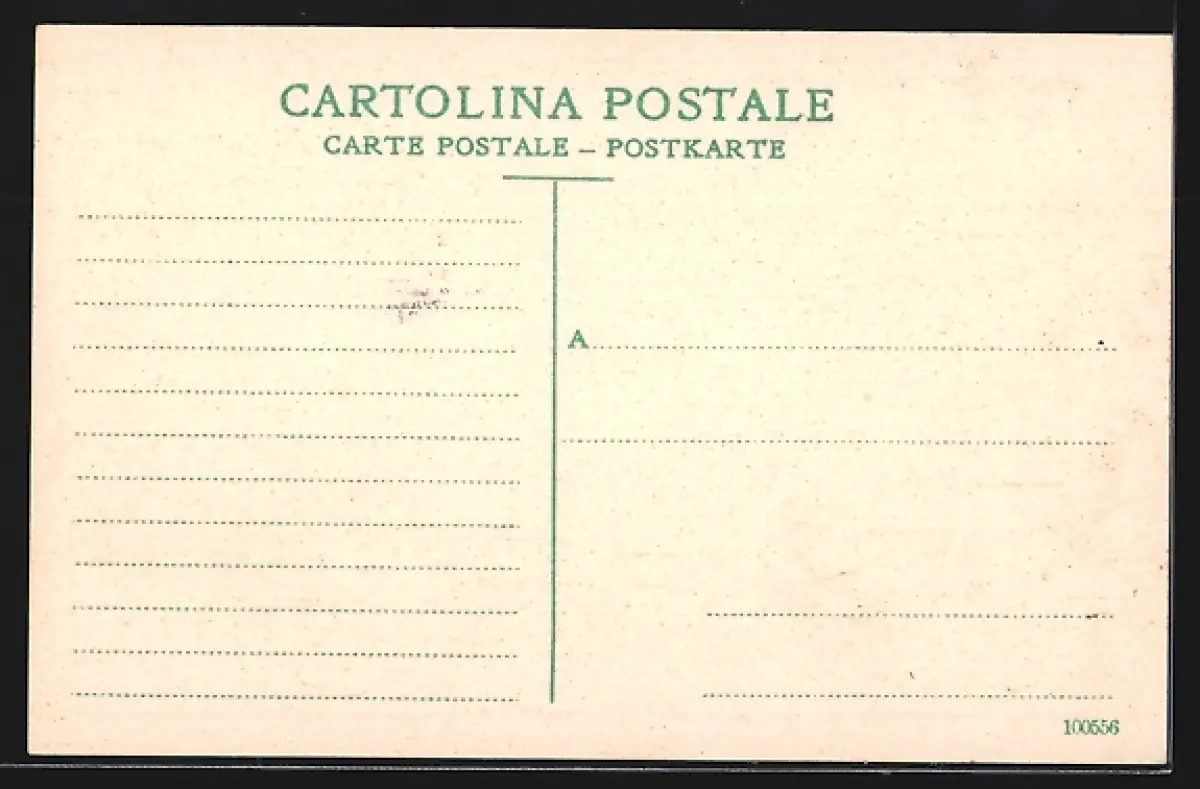 CARTOLINA POSTALE
CARTE POSTALE – POSTKARTE
A
100556